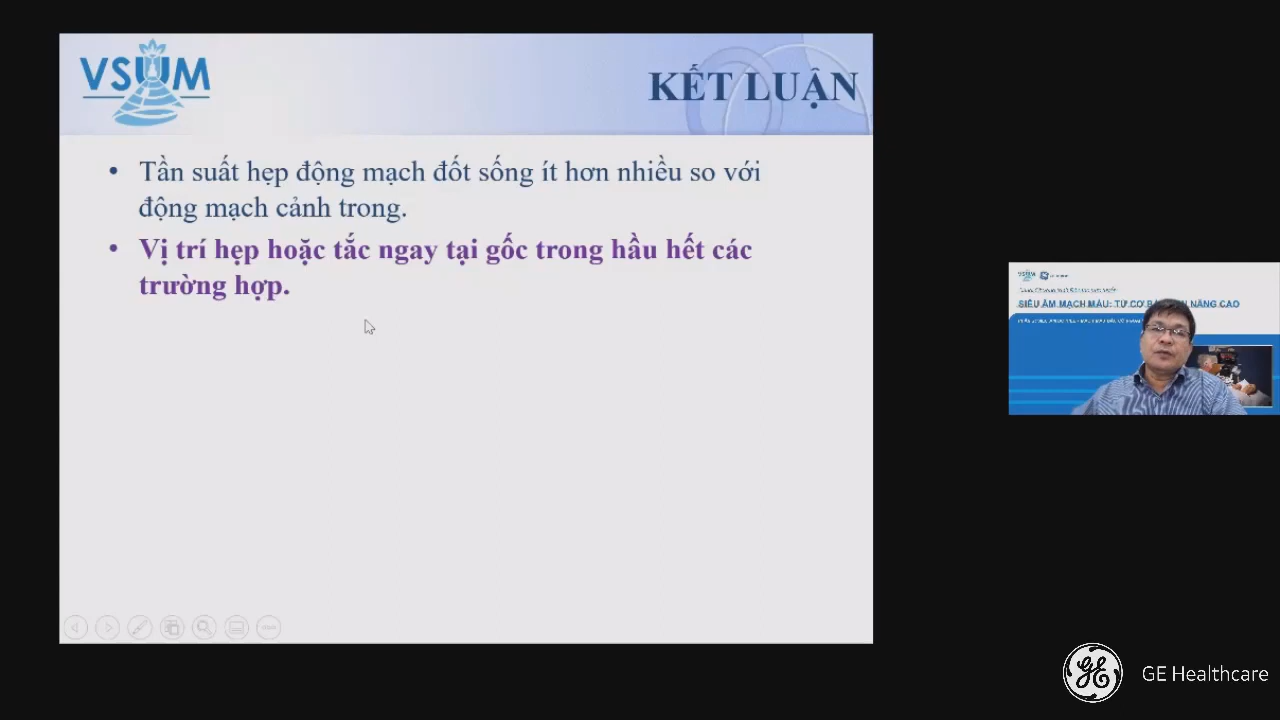 VSUM
KẾT LUẬN
• Tần suất hẹp động mạch đốt sống ít hơn nhiều so với
động mạch cảnh trong.
• Vị trí hẹp hoặc tắc ngay tại gốc trong hầu hết các
trường hợp.
SIÊU ÂM MẠCH MÁU: TỪ CƠ
NÂNG CAO
GE Healthcare